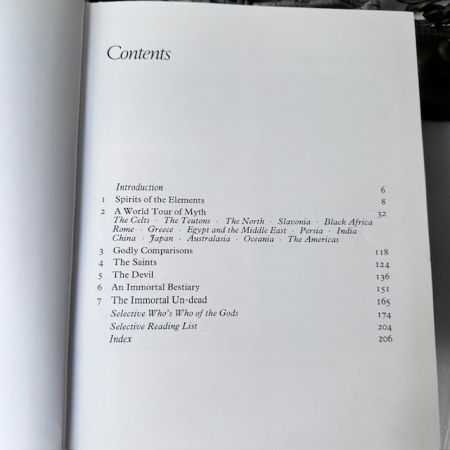 Contents
Introduction 6
1 Spirits of the Elements 8
2 A World Tour of Myth 32
The Celts · The Teutons · The North · Slavonia · Black Africa
Rome · Greece · Egypt and the Middle East · Persia · India
China · Japan · Australasia · Oceania · The Americas
3 Godly Comparisons 118
4 The Saints 124
5 The Devil 136
6 An Immortal Bestiary 151
7 The Immortal Un-dead 165
Selective Who's Who of the Gods 174
Selective Reading List 204
Index 206